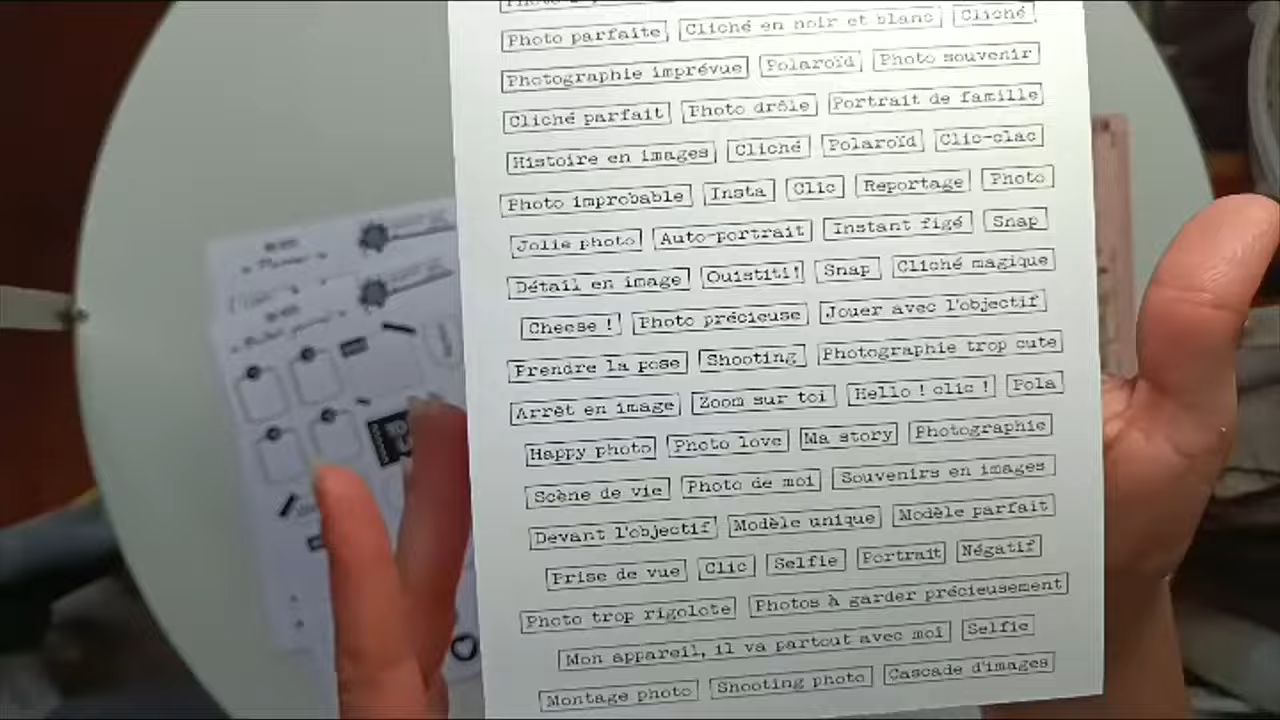 Photo parfaite Cliché en noir et blanc Cliché
Photographie imprévue Polaroïd Photo souvenir
Cliché parfait Photo drôle Portrait de famille
Histoire en images Cliché Polaroïd Clic-clac
Photo improbable Insta Clic Reportage Photo
Jolie photo Auto-portrait Instant figé Snap
Détail en image Ouistiti! Snap Cliché magique
Cheese ! Photo précieuse Jouer avec l'objectif
Prendre la pose Shooting Photographie trop cute
Arrêt en image Zoom sur toi Hello ! clic ! Pola
Happy photo Photo love Ma story Photographie
Scène de vie Photo de moi Souvenirs en images
Devant l'objectif Modèle unique Modèle parfait
Prise de vue Clic Selfie Portrait Négatif
Photo trop rigolote Photos à garder précieusement
Mon appareil, il va partout avec moi Selfie
Montage photo Shooting photo Cascade d'images